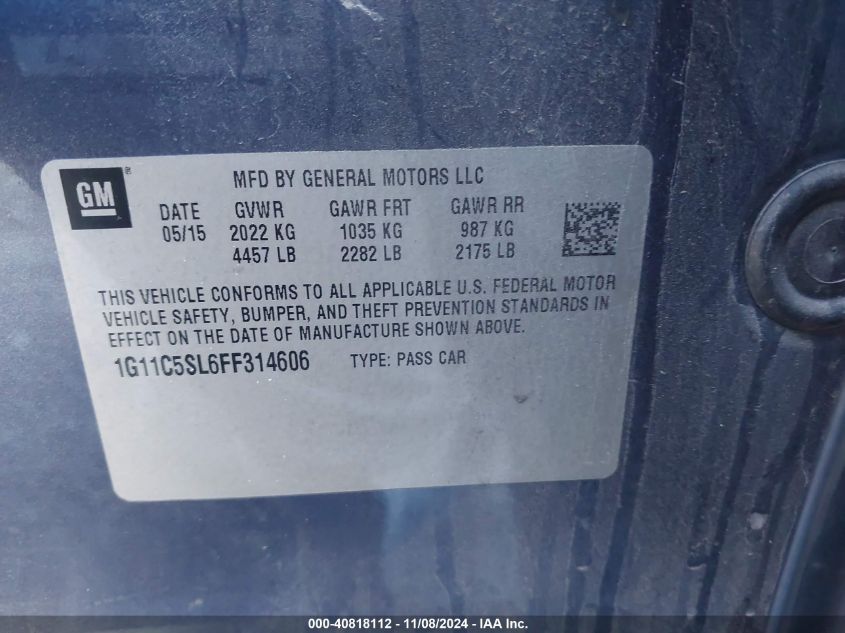 GM®
MFD BY GENERAL MOTORS LLC
DATE GVWR GAWR FRT GAWR RR
05/15 2022 KG 1035 KG 987 KG
4457 LB 2282 LB 2175 LB
THIS VEHICLE CONFORMS TO ALL APPLICABLE U.S. FEDERAL MOTOR
VEHICLE SAFETY, BUMPER, AND THEFT PREVENTION STANDARDS IN
EFFECT ON THE DATE OF MANUFACTURE SHOWN ABOVE.
1G11C5SL6FF314606 TYPE: PASS CAR
000-40818112 - 11/08/2024 - IAA Inc.